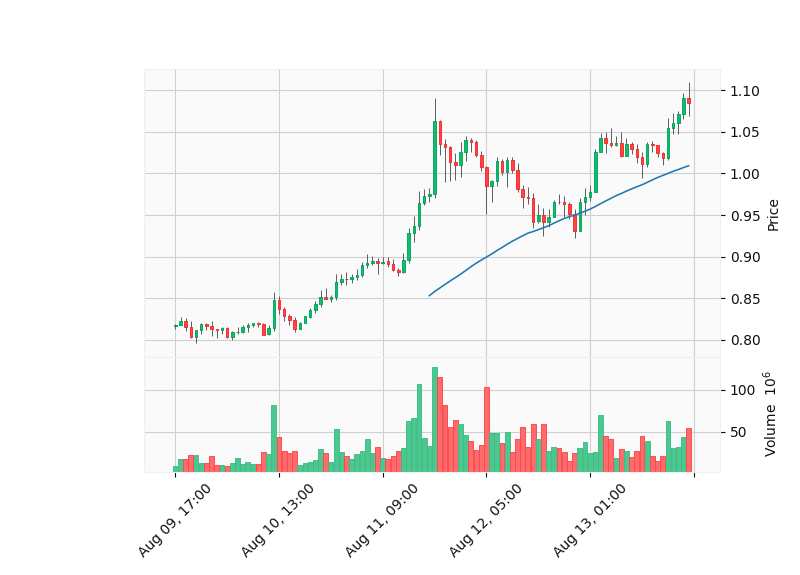 1.10
1.05
1.00
0.95
0.90
0.85
0.80
Price
100
50
Volume 10⁶
Aug 09, 17:00
Aug 10, 13:00
Aug 11, 09:00
Aug 12, 05:00
Aug 13, 01:00